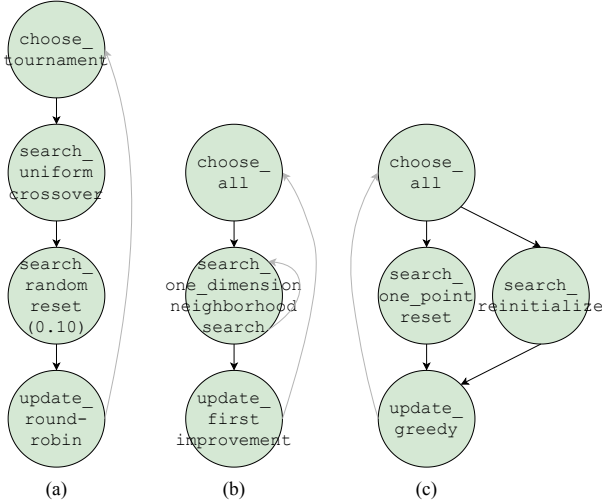 choose_
tournament
search_
uniform
crossover
search_
random
reset
(0.10)
update_
round-
robin
(a)
choose_
all
search_
one_dimension
neighborhood
search
update_
first
improvement
(b)
choose_
all
search_
one_point
reset
search_
reinitialize
update_
greedy
(c)